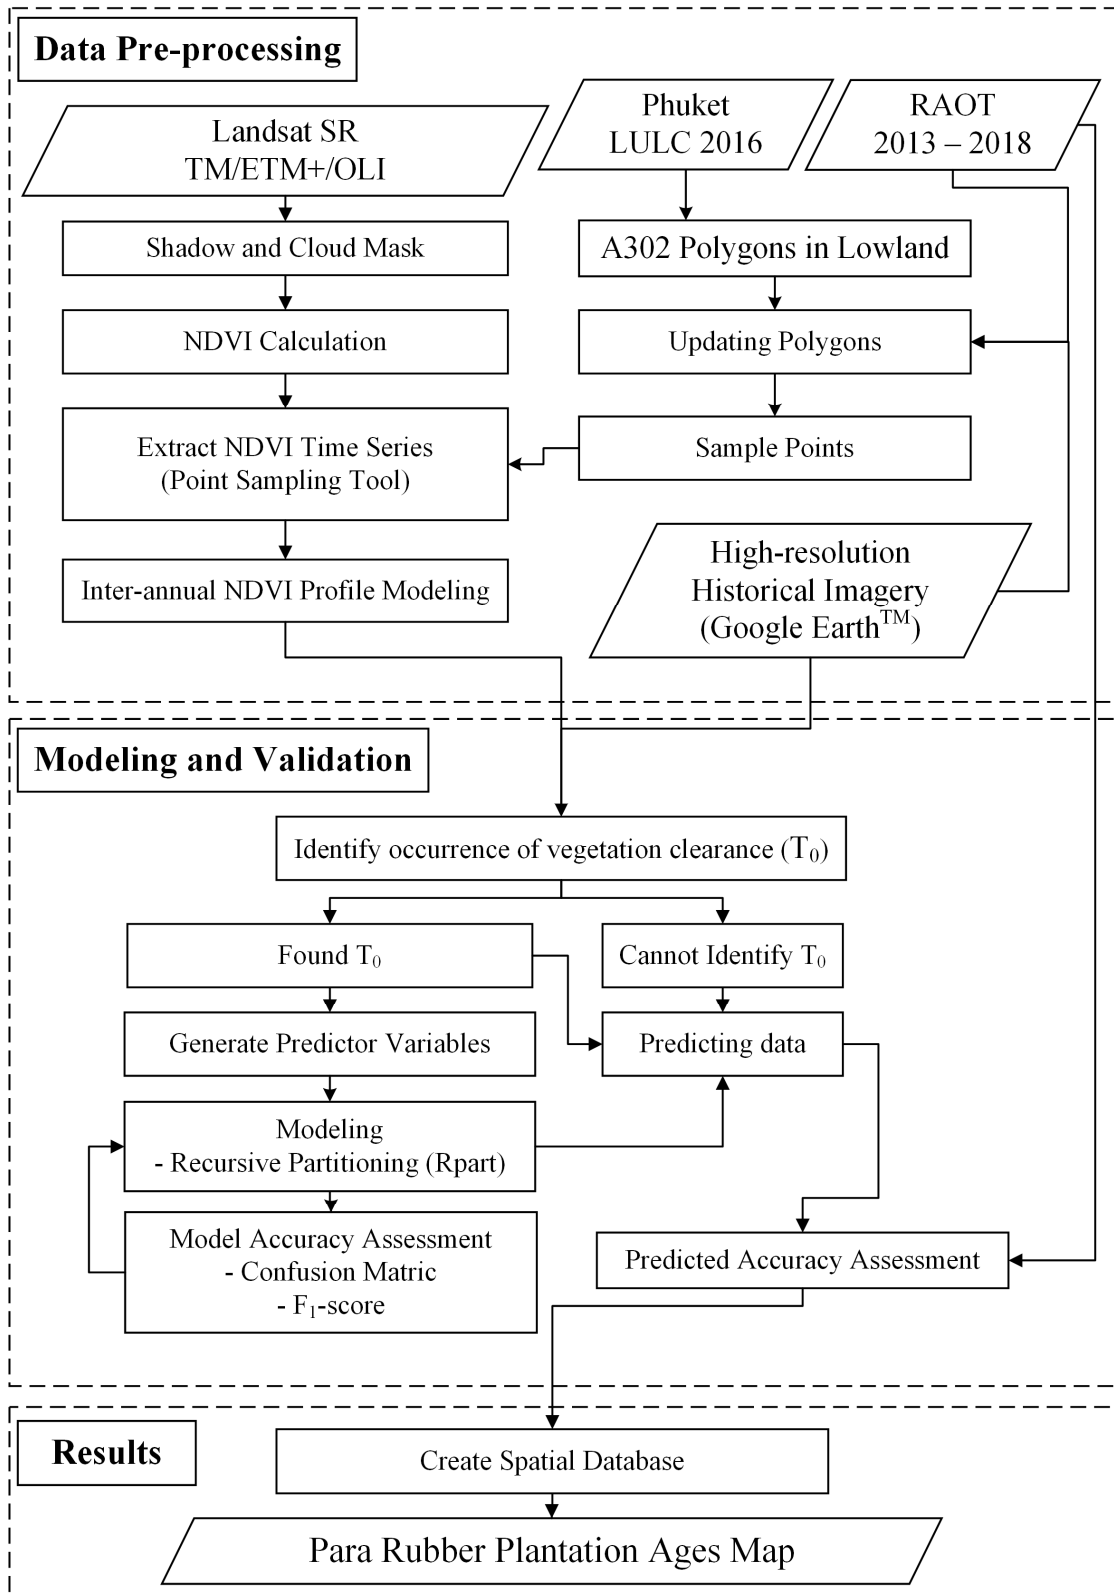 Data Pre-processing
Landsat SR
TM/ETM+/OLI
Phuket
LULC 2016
RAOT
2013 – 2018
Shadow and Cloud Mask
A302 Polygons in Lowland
NDVI Calculation
Updating Polygons
Extract NDVI Time Series
(Point Sampling Tool)
Sample Points
Inter-annual NDVI Profile Modeling
High-resolution
Historical Imagery
(Google Earth™)
Modeling and Validation
Identify occurrence of vegetation clearance (T₀)
Found T₀
Cannot Identify T₀
Generate Predictor Variables
Predicting data
Modeling
- Recursive Partitioning (Rpart)
Model Accuracy Assessment
- Confusion Matric
- F₁-score
Predicted Accuracy Assessment
Results
Create Spatial Database
Para Rubber Plantation Ages Map